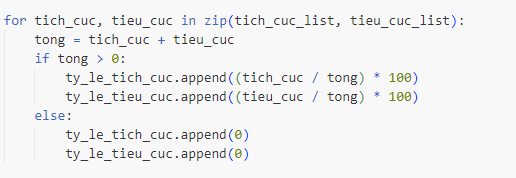 for tich_cuc, tieu_cuc in zip(tich_cuc_list, tieu_cuc_list):
    tong = tich_cuc + tieu_cuc
    if tong > 0:
        ty_le_tich_cuc.append((tich_cuc / tong) * 100)
        ty_le_tieu_cuc.append((tieu_cuc / tong) * 100)
    else:
        ty_le_tich_cuc.append(0)
        ty_le_tieu_cuc.append(0)